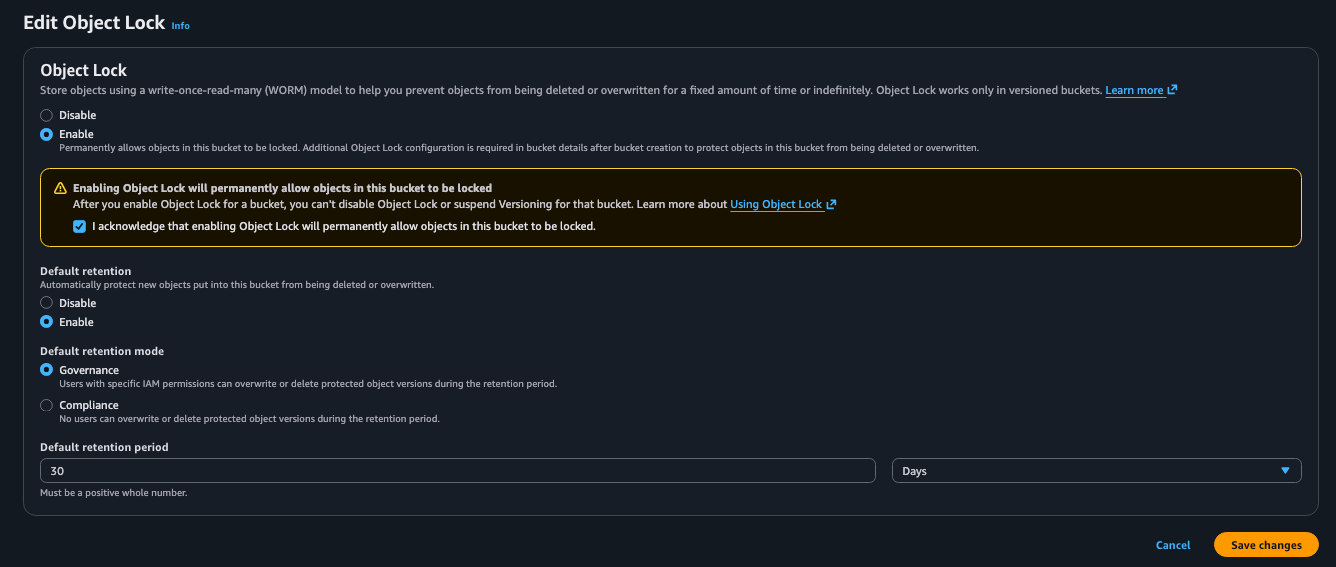 Edit Object Lock Info
Object Lock
Store objects using a write-once-read-many (WORM) model to help you prevent objects from being deleted or overwritten for a fixed amount of time or indefinitely. Object Lock works only in versioned buckets. Learn more
Disable
Enable
Permanently allows objects in this bucket to be locked. Additional Object Lock configuration is required in bucket details after bucket creation to protect objects in this bucket from being deleted or overwritten.
Enabling Object Lock will permanently allow objects in this bucket to be locked
After you enable Object Lock for a bucket, you can't disable Object Lock or suspend Versioning for that bucket. Learn more about Using Object Lock
I acknowledge that enabling Object Lock will permanently allow objects in this bucket to be locked.
Default retention
Automatically protect new objects put into this bucket from being deleted or overwritten.
Disable
Enable
Default retention mode
Governance
Users with specific IAM permissions can overwrite or delete protected object versions during the retention period.
Compliance
No users can overwrite or delete protected object versions during the retention period.
Default retention period
30 Days
Must be a positive whole number.
Cancel Save changes